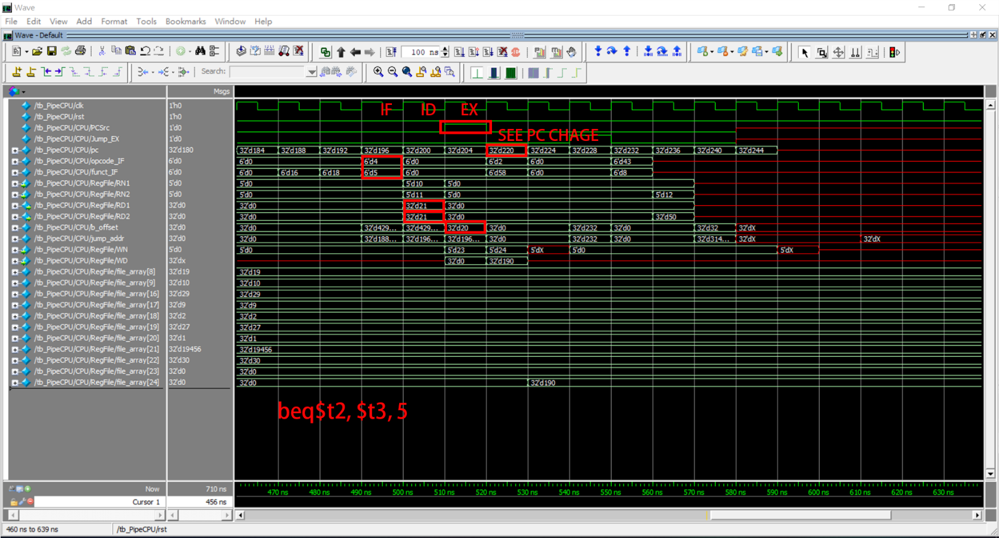 Wave
File Edit View Add Format Tools Bookmarks Window Help
Wave - Default
100 ns
Search:
Msgs
/tb_PipeCPU/clk 1'h0
/tb_PipeCPU/rst 1'h0
IF ID EX
/tb_PipeCPU/CPU/PCSrc 1'd0
SEE PC CHAGE
/tb_PipeCPU/CPU/Jump_EX 1'd0
/tb_PipeCPU/CPU/pc 32'd180 32'd184 32'd188 32'd192 32'd196 32'd200 32'd204 32'd220 32'd224 32'd228 32'd232 32'd236 32'd240 32'd244
/tb_PipeCPU/CPU/opcode_IF 6'd0 6'd0 6'd4 6'd0 6'd2 6'd0 6'd43
/tb_PipeCPU/CPU/funct_IF 6'd0 6'd0 6'd16 6'd18 6'd5 6'd0 6'd58 6'd0 6'd8
/tb_PipeCPU/CPU/RegFile/RN1 5'd0 5'd0 5'd10 5'd0
/tb_PipeCPU/CPU/RegFile/RN2 5'd0 5'd0 5'd11 5'd0 5'd12
/tb_PipeCPU/CPU/RegFile/RD1 32'd0 32'd0 32'd21 32'd0
/tb_PipeCPU/CPU/RegFile/RD2 32'd0 32'd0 32'd21 32'd0 32'd50
/tb_PipeCPU/CPU/b_offset 32'd0 32'd0 32'd429... 32'd429... 32'd20 32'd0 32'd232 32'd0 32'd32 32'dX
/tb_PipeCPU/CPU/jump_addr 32'd0 32'd0 32'd188... 32'd196... 32'd196... 32'd0 32'd232 32'd0 32'd314... 32'dX 32'dX
/tb_PipeCPU/CPU/RegFile/WN 5'd0 5'd0 5'd23 5'd24 5'dX 5'd0 5'dX
/tb_PipeCPU/CPU/RegFile/WD 32'dx 32'd0 32'd190
/tb_PipeCPU/CPU/RegFile/file_array[8] 32'd19 32'd19
/tb_PipeCPU/CPU/RegFile/file_array[9] 32'd10 32'd10
/tb_PipeCPU/CPU/RegFile/file_array[16] 32'd29 32'd29
/tb_PipeCPU/CPU/RegFile/file_array[17] 32'd9 32'd9
/tb_PipeCPU/CPU/RegFile/file_array[18] 32'd2 32'd2
/tb_PipeCPU/CPU/RegFile/file_array[19] 32'd27 32'd27
/tb_PipeCPU/CPU/RegFile/file_array[20] 32'd1 32'd1
/tb_PipeCPU/CPU/RegFile/file_array[21] 32'd19456 32'd19456
/tb_PipeCPU/CPU/RegFile/file_array[22] 32'd30 32'd30
/tb_PipeCPU/CPU/RegFile/file_array[23] 32'd0 32'd0
/tb_PipeCPU/CPU/RegFile/file_array[24] 32'd0 32'd0 32'd190
beq$t2, $t3, 5
Now 710 ns 470 ns 480 ns 490 ns 500 ns 510 ns 520 ns 530 ns 540 ns 550 ns 560 ns 570 ns 580 ns 590 ns 600 ns 610 ns 620 ns 630 ns
Cursor 1 456 ns
460 ns to 639 ns /tb_PipeCPU/rst